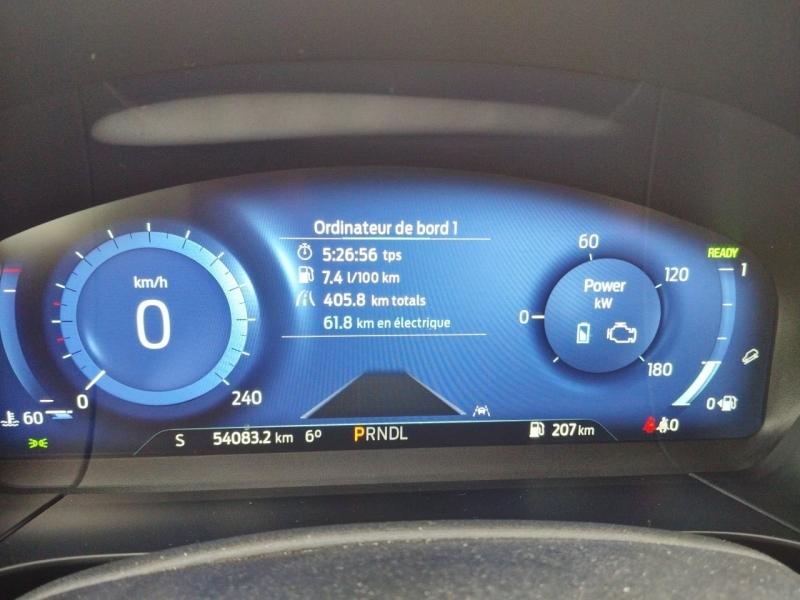 Ordinateur de bord 1
5:26:56 tps
7.4 l/100 km
405.8 km totals
61.8 km en électrique
km/h
0
0
240
60
60
120
Power
kW
0
180
READY
1
0
0
S 54083.2 km 6° PRNDL 207 km